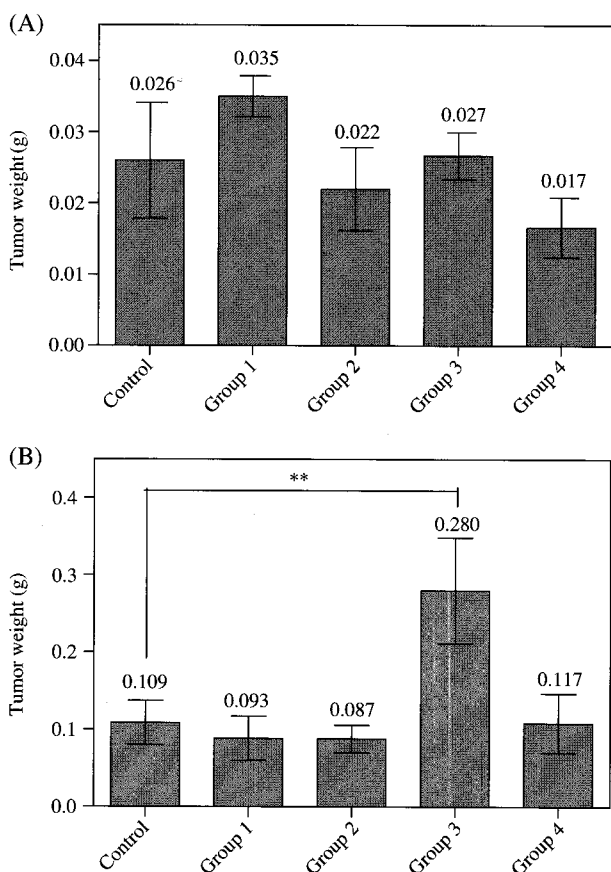 (A)
Tumor weight (g)
0.04
0.03
0.02
0.01
0.00
0.026
0.035
0.022
0.027
0.017
Control
Group 1
Group 2
Group 3
Group 4
(B)
Tumor weight (g)
0.4
0.3
0.2
0.1
0.0
**
0.109
0.093
0.087
0.280
0.117
Control
Group 1
Group 2
Group 3
Group 4